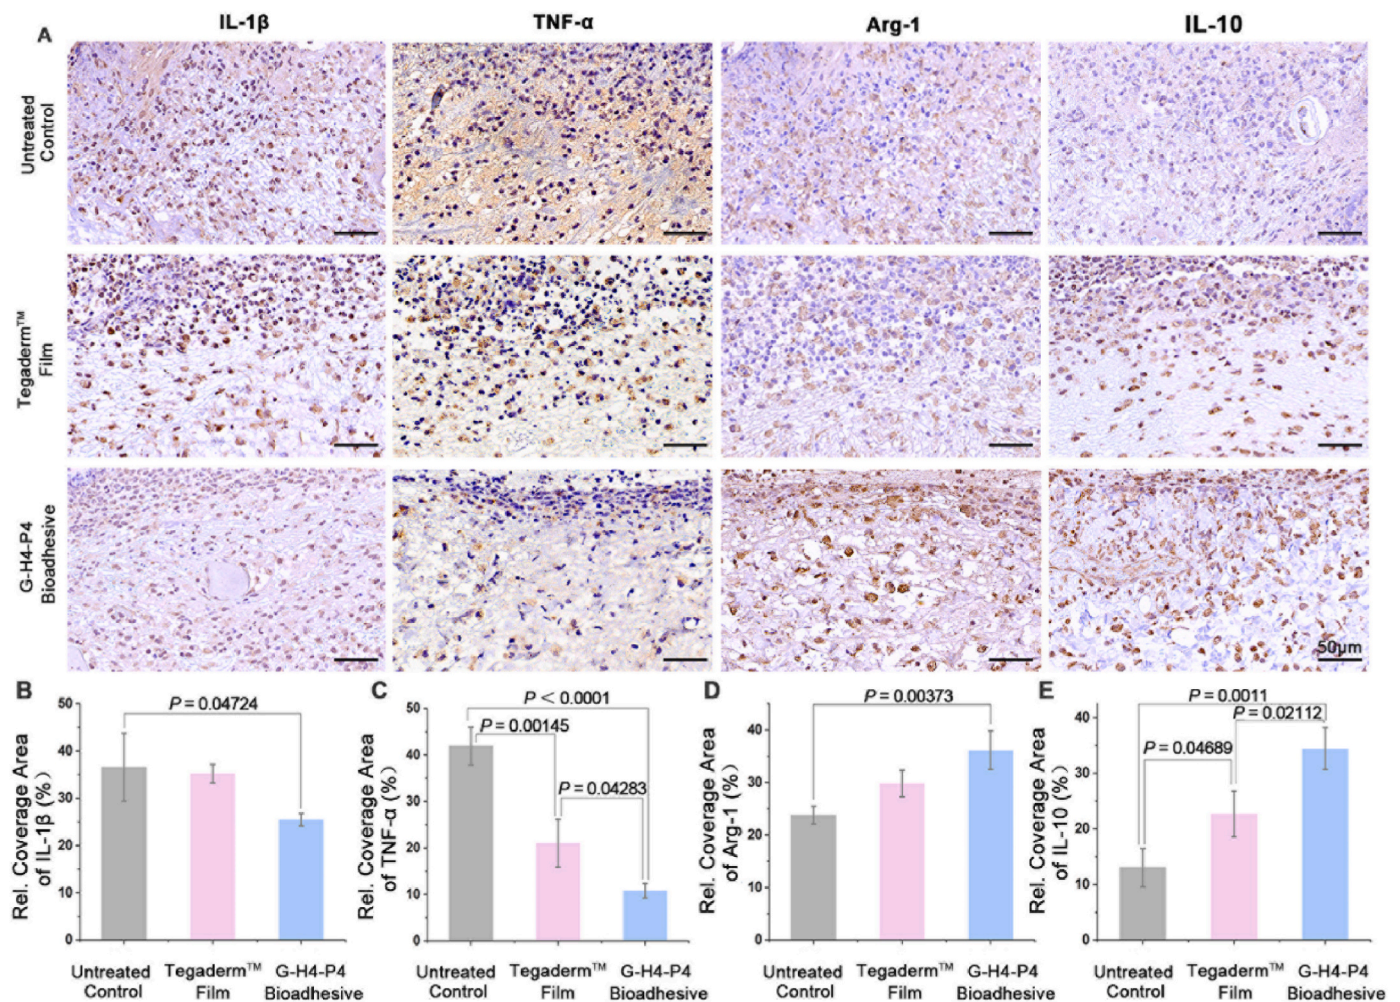 IL-1β
TNF-α
Arg-1
IL-10
A
Untreated
Control
Tegaderm™
Film
G-H4-P4
Bioadhesive
50μm
B
Rel. Coverage Area
of IL-1β (%)
50
40
30
20
10
0
P = 0.04724
Untreated
Control
Tegaderm™
Film
G-H4-P4
Bioadhesive
C
Rel. Coverage Area
of TNF-α (%)
50
40
30
20
10
0
P < 0.0001
P = 0.00145
P = 0.04283
Untreated
Control
Tegaderm™
Film
G-H4-P4
Bioadhesive
D
Rel. Coverage Area
of Arg-1 (%)
40
30
20
10
0
P = 0.00373
Untreated
Control
Tegaderm™
Film
G-H4-P4
Bioadhesive
E
Rel. Coverage Area
of IL-10 (%)
40
30
20
10
0
P = 0.0011
P = 0.02112
P = 0.04689
Untreated
Control
Tegaderm™
Film
G-H4-P4
Bioadhesive